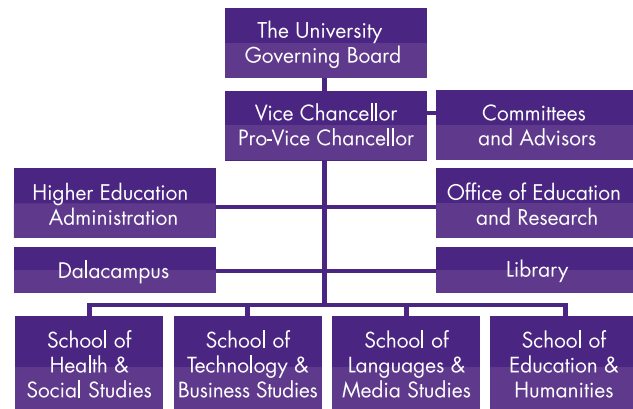 The University
Governing Board
Vice Chancellor
Pro-Vice Chancellor
Committees
and Advisors
Higher Education
Administration
Office of Education
and Research
Dalacampus
Library
School of
Health &
Social Studies
School of
Technology &
Business Studies
School of
Languages &
Media Studies
School of
Education &
Humanities